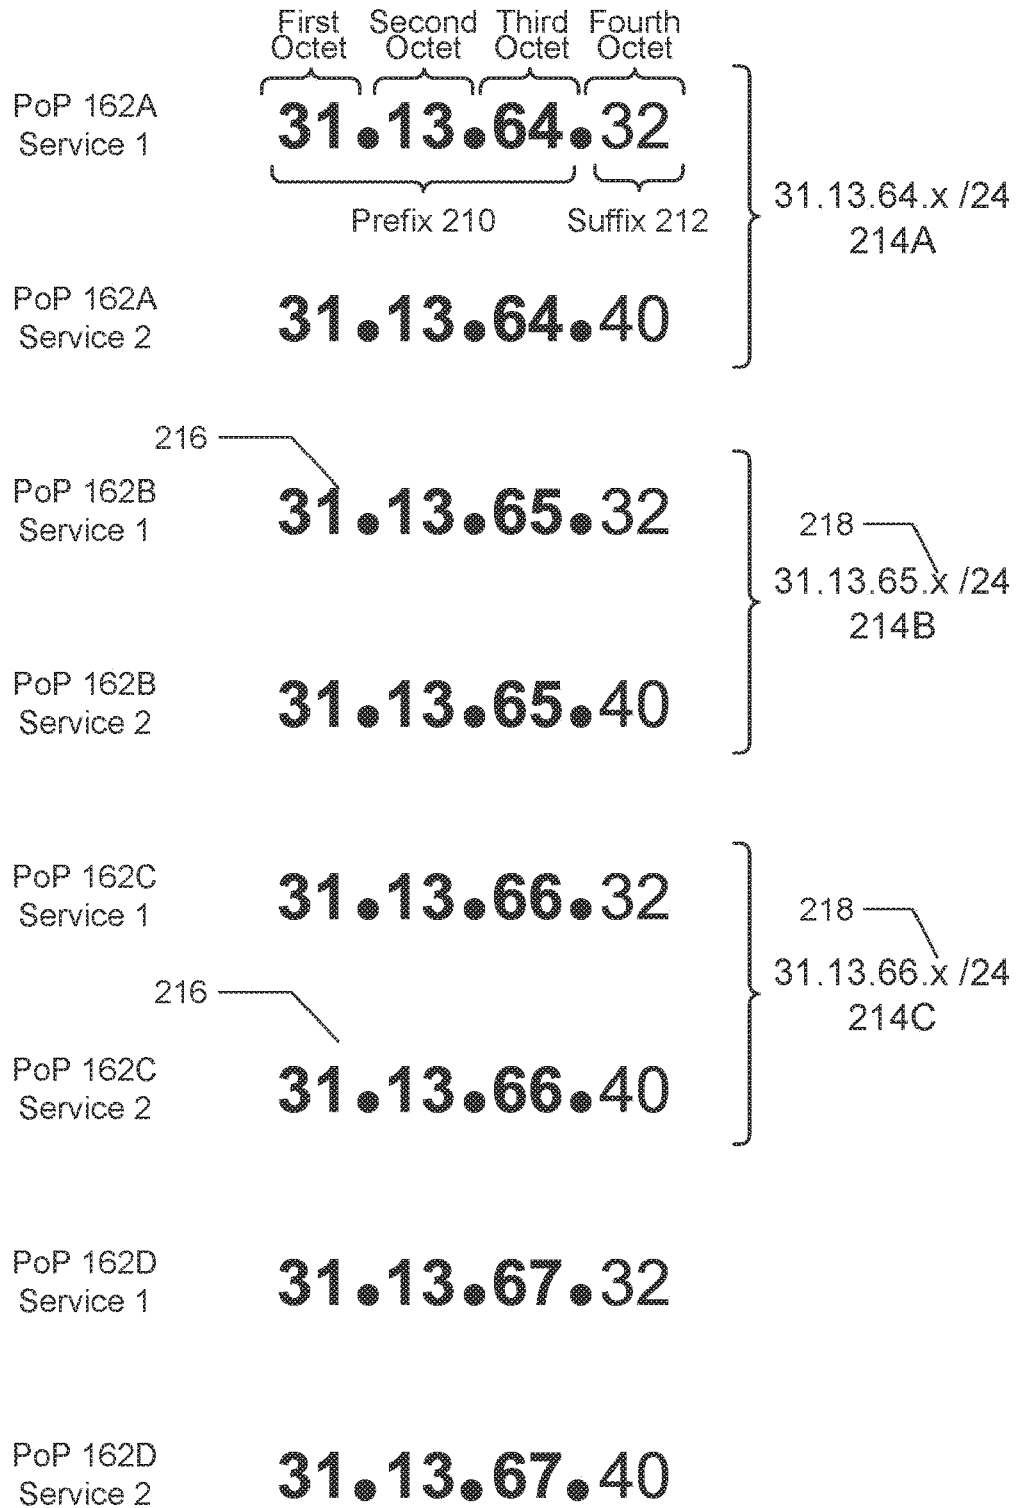 First Second Third Fourth
Octet Octet Octet Octet
PoP 162A
Service 1
31.13.64.32
Prefix 210
Suffix 212
31.13.64.x /24
214A
PoP 162A
Service 2
31.13.64.40
216
PoP 162B
Service 1
31.13.65.32
218
31.13.65.x /24
214B
PoP 162B
Service 2
31.13.65.40
PoP 162C
Service 1
31.13.66.32
218
31.13.66.x /24
214C
216
PoP 162C
Service 2
31.13.66.40
PoP 162D
Service 1
31.13.67.32
PoP 162D
Service 2
31.13.67.40